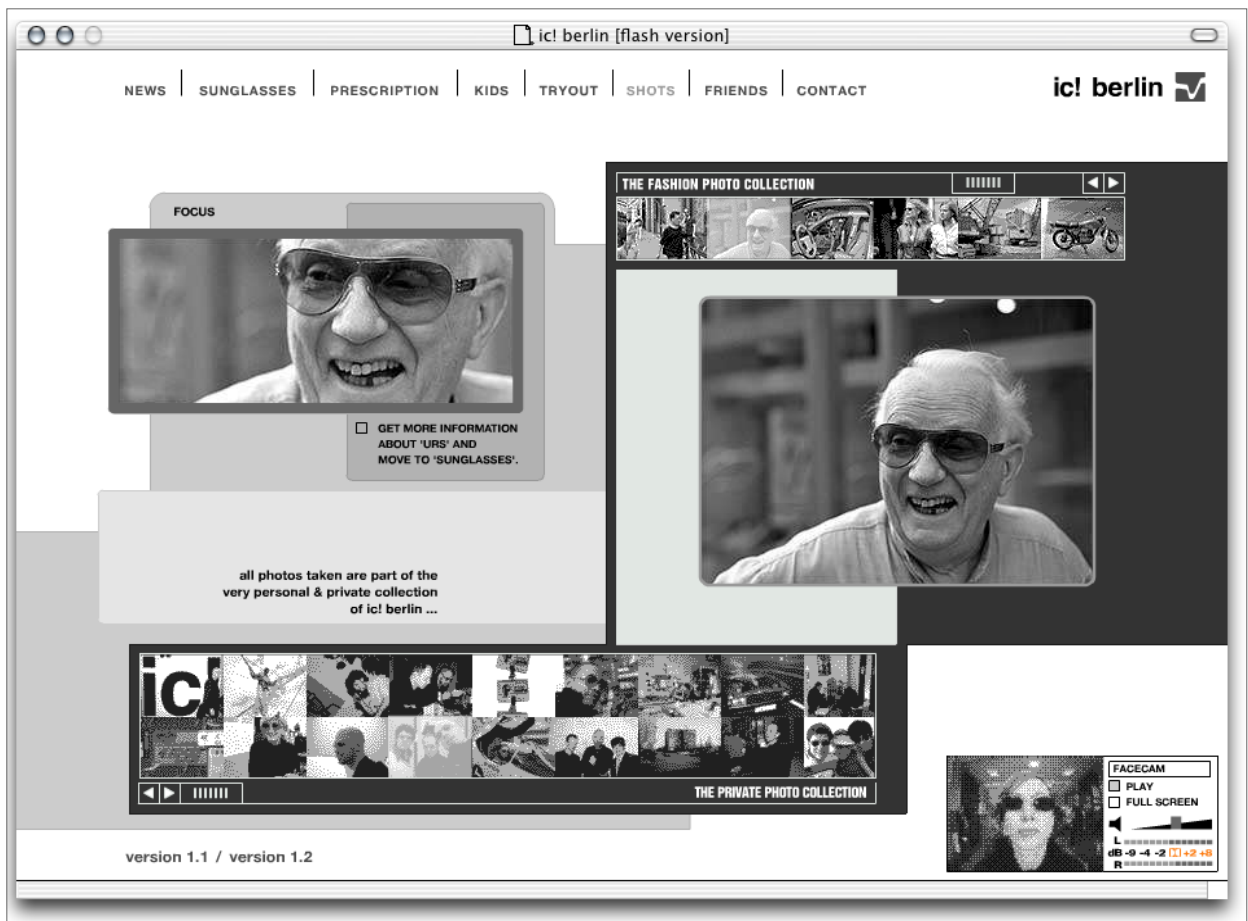 ic! berlin [flash version]
NEWS SUNGLASSES PRESCRIPTION KIDS TRYOUT SHOTS FRIENDS CONTACT
ic! berlin
FOCUS
GET MORE INFORMATION
ABOUT 'URS' AND
MOVE TO 'SUNGLASSES'.
THE FASHION PHOTO COLLECTION
all photos taken are part of the
very personal & private collection
of ic! berlin ...
ic!
THE PRIVATE PHOTO COLLECTION
FACECAM
PLAY
FULL SCREEN
L
dB -9 -4 -2 +2 +8
R
version 1.1 / version 1.2